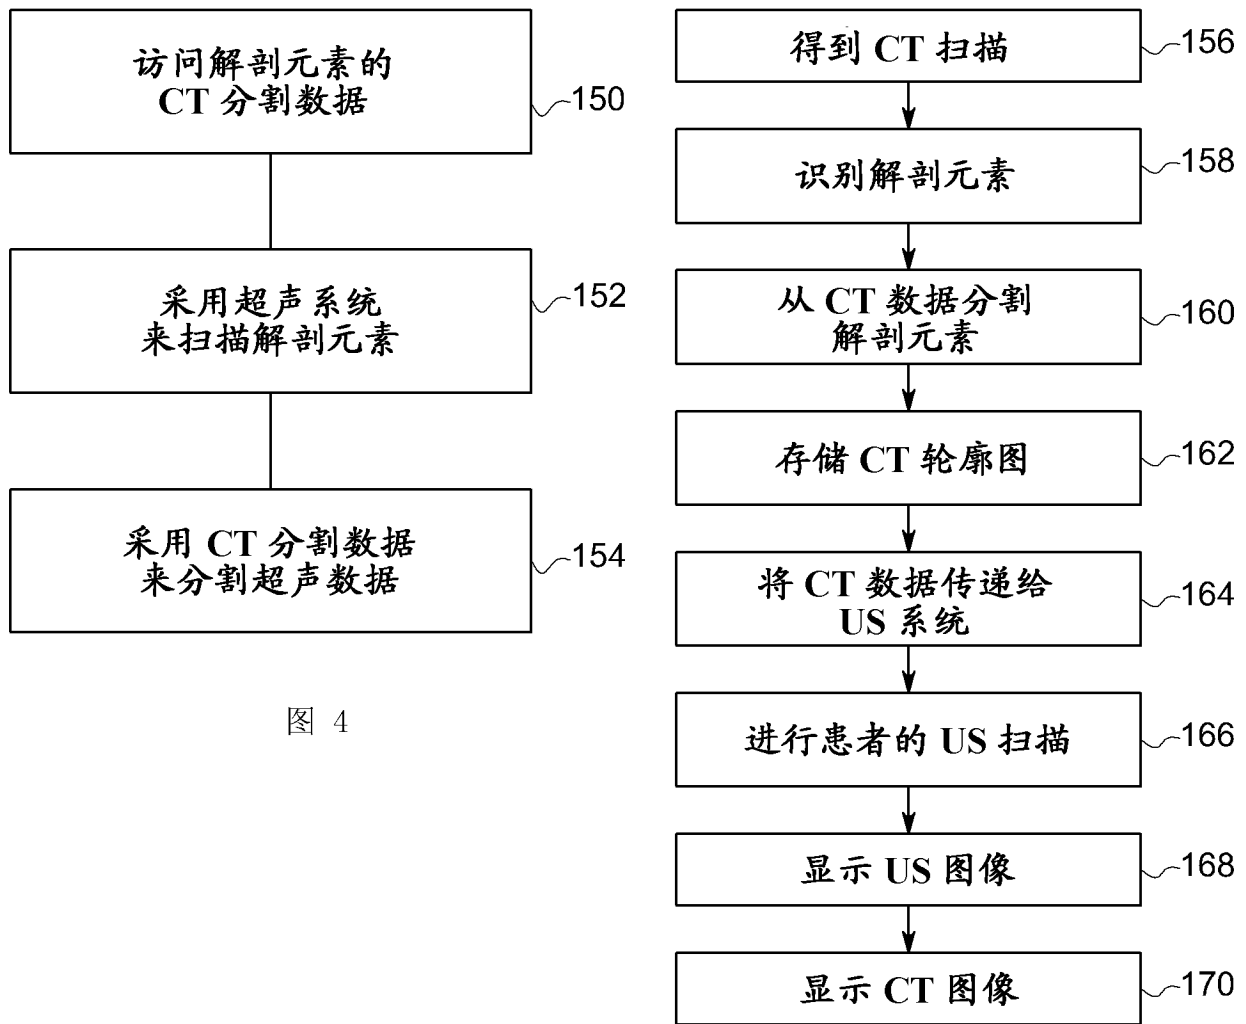 访问解剖元素的
CT 分割数据
150
采用超声系统
来扫描解剖元素
152
采用 CT 分割数据
来分割超声数据
154
图 4
得到 CT 扫描
156
识别解剖元素
158
从 CT 数据分割
解剖元素
160
存储 CT 轮廓图
162
将 CT 数据传递给
US 系统
164
进行患者的 US 扫描
166
显示 US 图像
168
显示 CT 图像
170